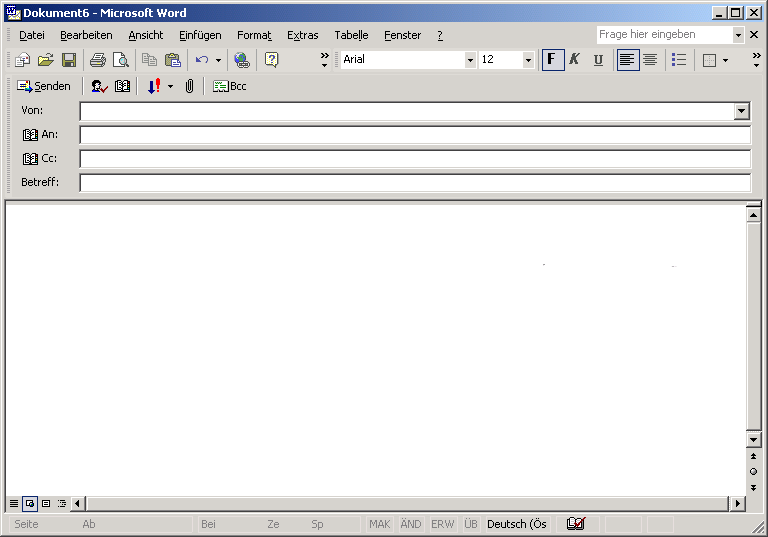 Dokument6 - Microsoft Word
Datei Bearbeiten Ansicht Einfügen Format Extras Tabelle Fenster ? Frage hier eingeben
Arial 12 F K U
Senden Bcc
Von:
An:
Cc:
Betreff:
Seite Ab Bei Ze Sp MAK ÄND ERW ÜB Deutsch (Ös